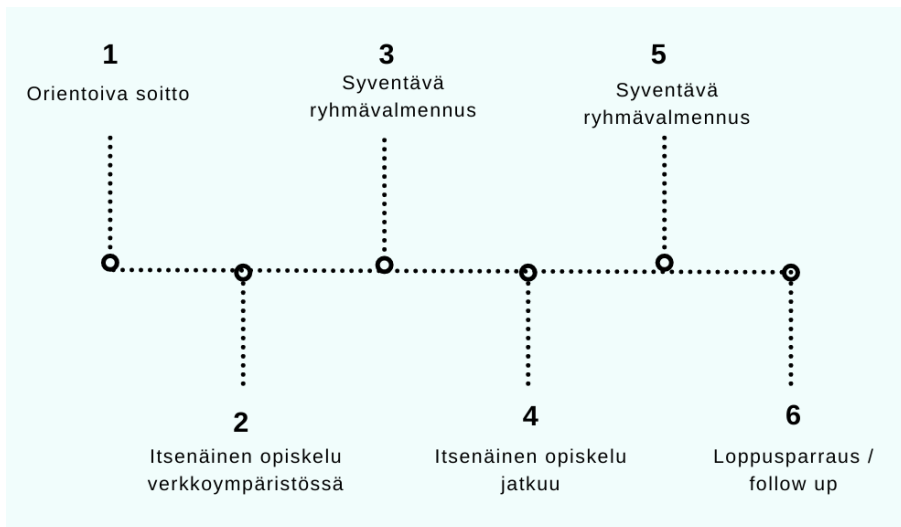 1
Orientoiva soitto
2
Itsenäinen opiskelu
verkkoympäristössä
3
Syventävä
ryhmävalmennus
4
Itsenäinen opiskelu
jatkuu
5
Syventävä
ryhmävalmennus
6
Loppusparraus /
follow up